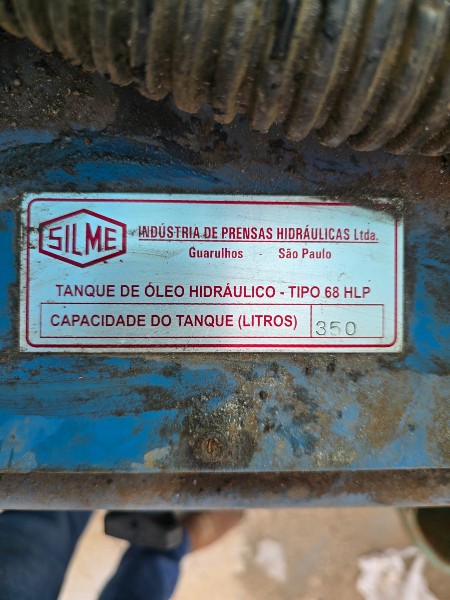 SILME
INDÚSTRIA DE PRENSAS HIDRÁULICAS Ltda.
Guarulhos - São Paulo
TANQUE DE ÓLEO HIDRÁULICO - TIPO 68 HLP
CAPACIDADE DO TANQUE (LITROS) 350